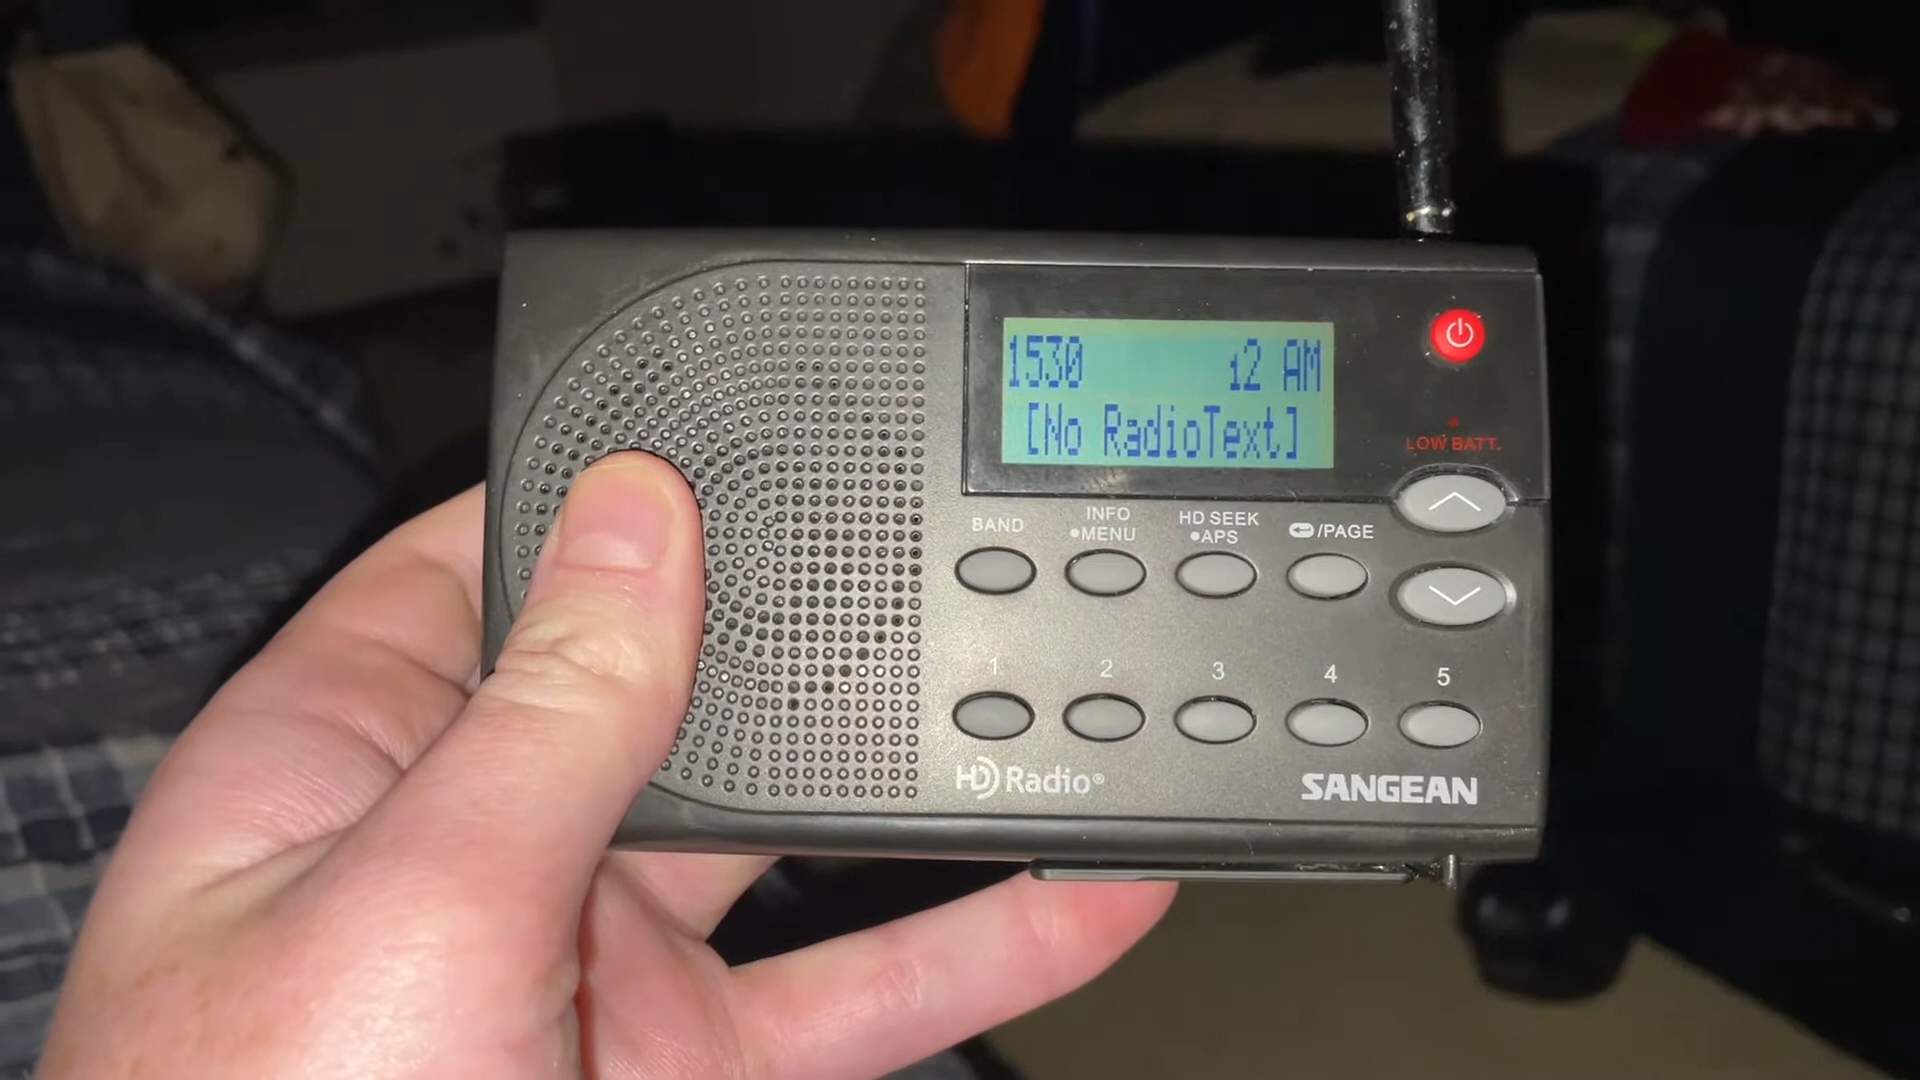 1530 12 AM
[No RadioText]
LOW BATT.
BAND
INFO
•MENU
HD SEEK
•APS
/PAGE
1 2 3 4 5
HD Radio®
SANGEAN